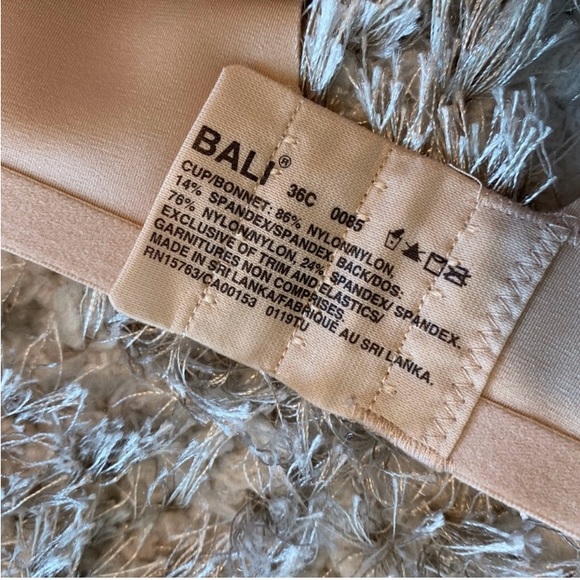 BALI® 36C 0085
CUP/BONNET: 86% NYLON/NYLON,
14% SPANDEX/SPANDEX BACK/DOS:
76% NYLON/NYLON, 24% SPANDEX/ SPANDEX.
EXCLUSIVE OF TRIM AND ELASTICS/
GARNITURES NON COMPRISES.
MADE IN SRI LANKA/FABRIQUÉ AU SRI LANKA.
RN15763/CA00153 0119TU